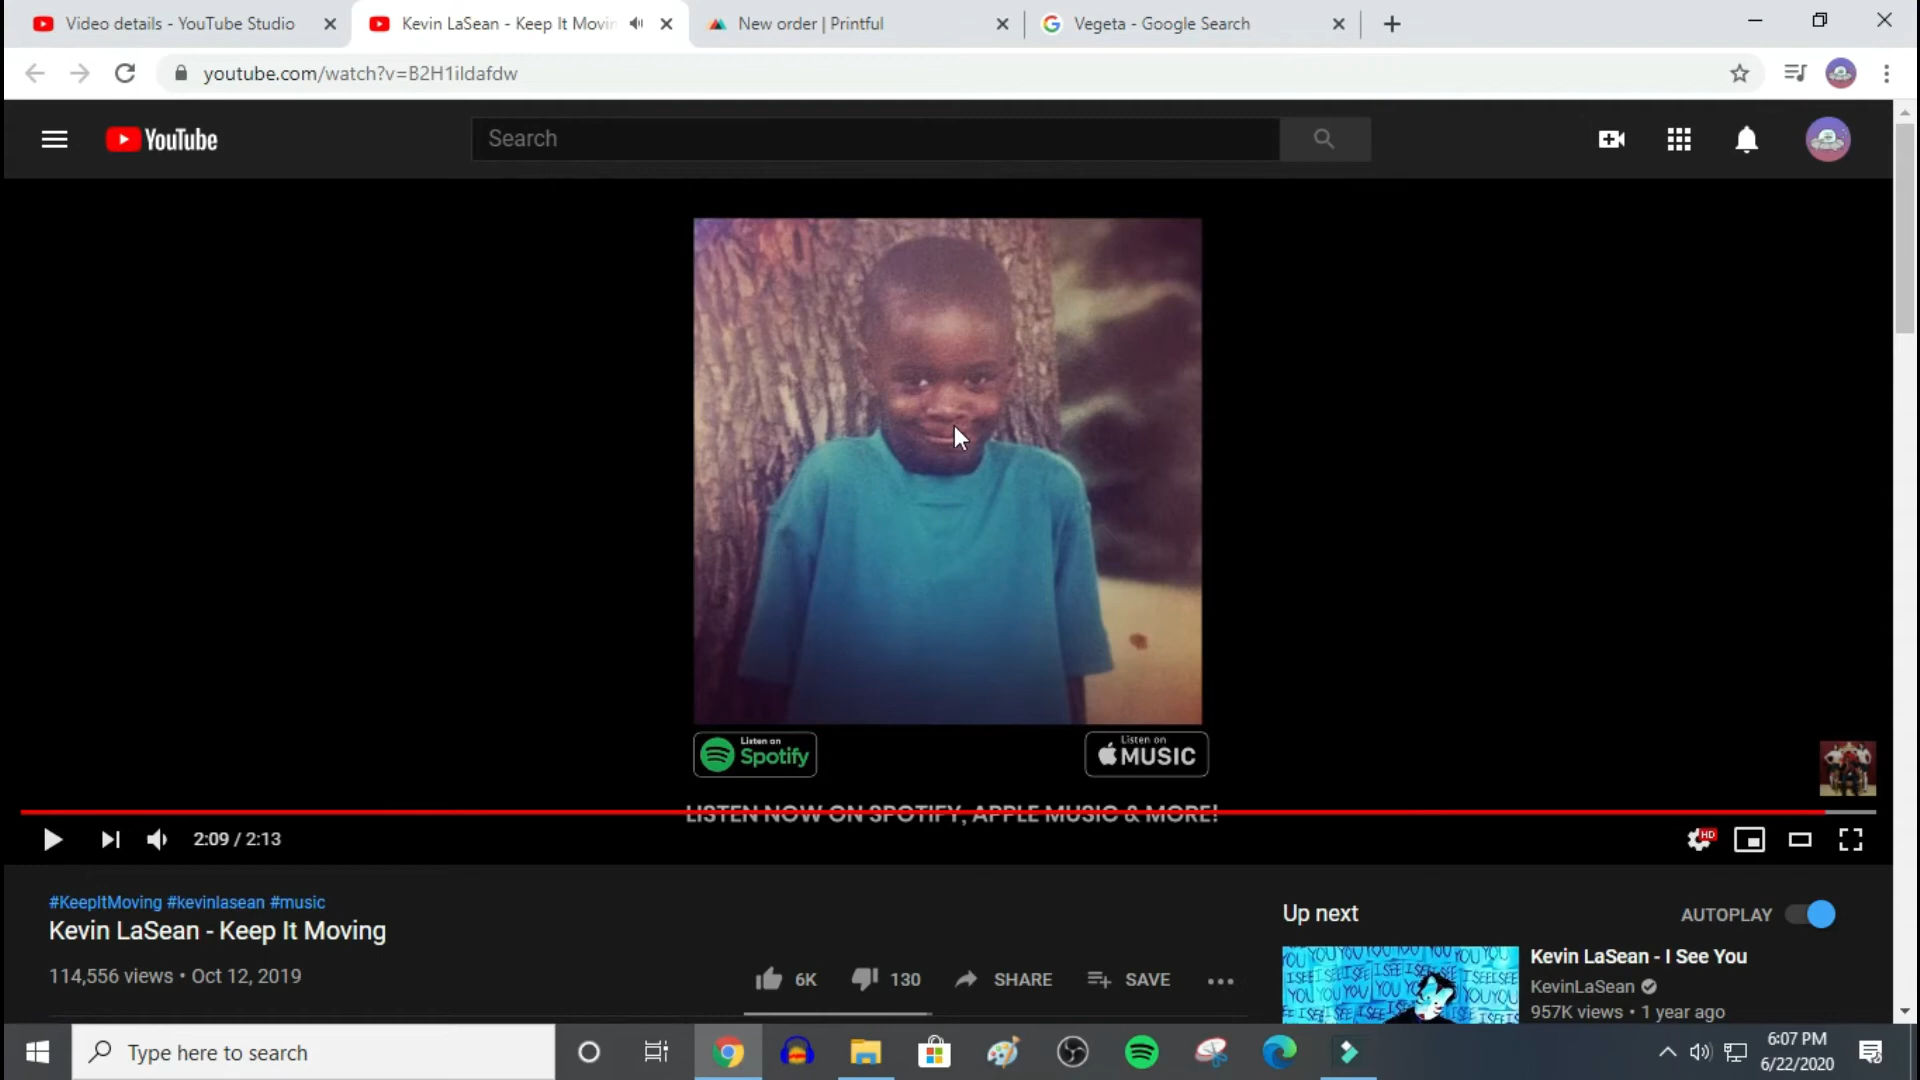 Video details - YouTube Studio
Kevin LaSean - Keep It Movin
New order | Printful
Vegeta - Google Search
youtube.com/watch?v=B2H1ildafdw
YouTube
Search
Listen on
Spotify
Listen on
MUSIC
LISTEN NOW ON SPOTIFY, APPLE MUSIC & MORE!
2:09 / 2:13
HD
#KeepItMoving #kevinlasean #music
Kevin LaSean - Keep It Moving
114,556 views • Oct 12, 2019
6K
130
SHARE
SAVE
Up next
AUTOPLAY
Kevin LaSean - I See You
KevinLaSean
957K views • 1 year ago
Type here to search
6:07 PM
6/22/2020